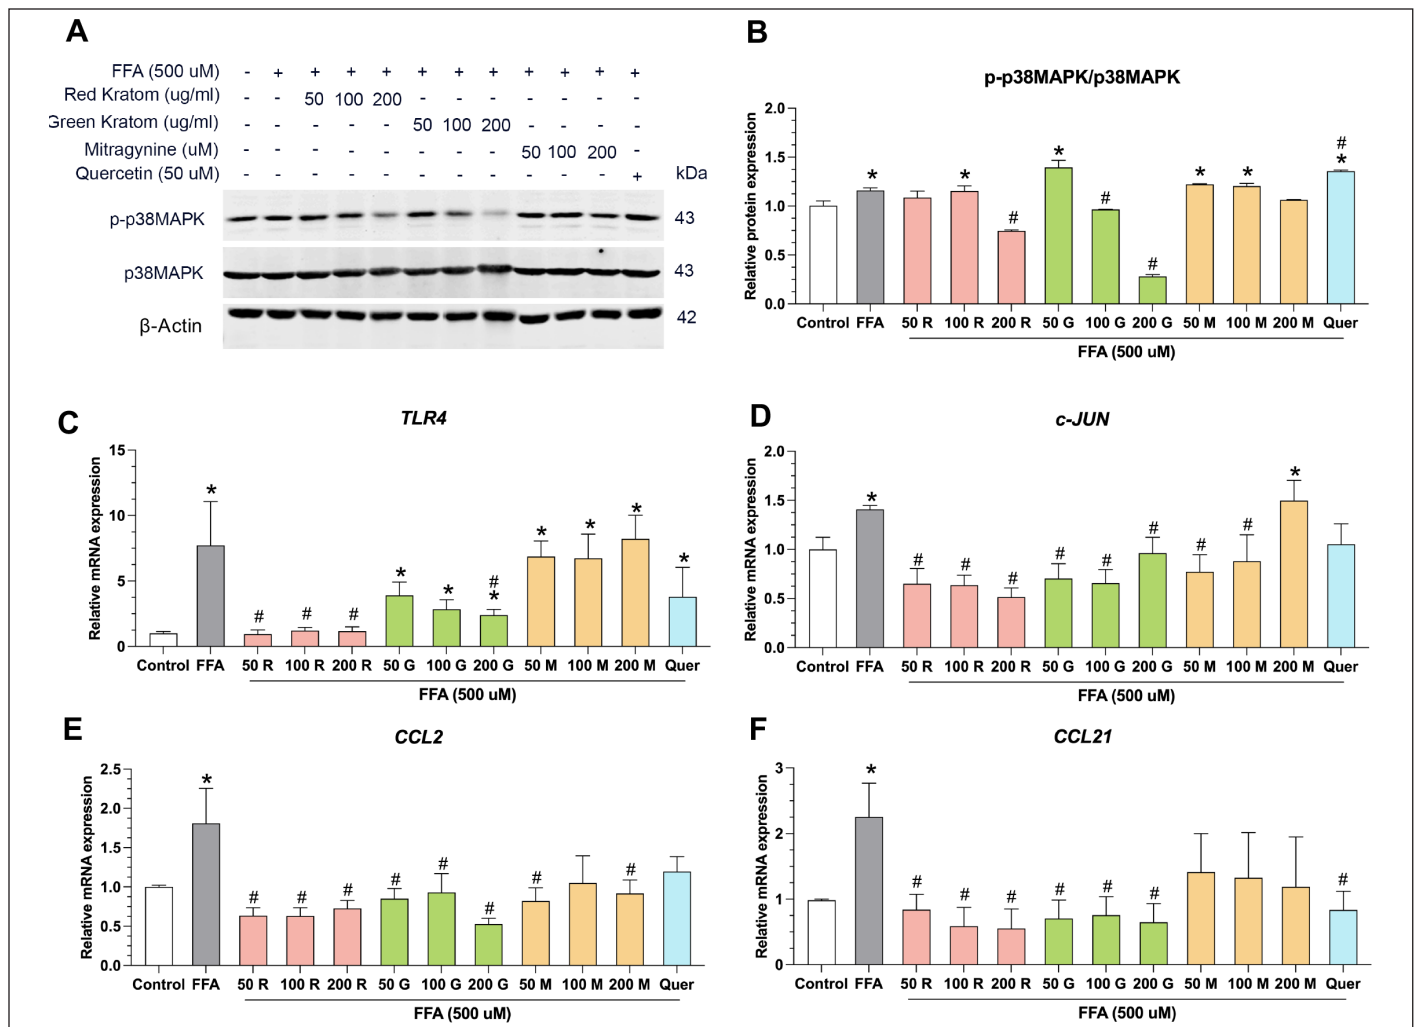 A
FFA (500 uM) - + + + + + + + + + + +
Red Kratom (ug/ml) - - 50 100 200 - - - - - - -
Green Kratom (ug/ml) - - - - - 50 100 200 - - - -
Mitragynine (uM) - - - - - - - - 50 100 200 -
Quercetin (50 uM) - - - - - - - - - - - +
kDa
p-p38MAPK 43
p38MAPK 43
β-Actin 42
B
p-p38MAPK/p38MAPK
Relative protein expression
2.0
1.5
1.0
0.5
0.0
* * # * # # * * # *
Control FFA 50 R 100 R 200 R 50 G 100 G 200 G 50 M 100 M 200 M Quer
FFA (500 uM)
C
TLR4
Relative mRNA expression
15
10
5
0
* # # # * * # * * * * *
Control FFA 50 R 100 R 200 R 50 G 100 G 200 G 50 M 100 M 200 M Quer
FFA (500 uM)
D
c-JUN
Relative mRNA expression
2.0
1.5
1.0
0.5
0.0
* # # # # # # # # *
Control FFA 50 R 100 R 200 R 50 G 100 G 200 G 50 M 100 M 200 M Quer
FFA (500 uM)
E
CCL2
Relative mRNA expression
2.5
2.0
1.5
1.0
0.5
0.0
* # # # # # # # #
Control FFA 50 R 100 R 200 R 50 G 100 G 200 G 50 M 100 M 200 M Quer
FFA (500 uM)
F
CCL21
Relative mRNA expression
3
2
1
0
* # # # # # # #
Control FFA 50 R 100 R 200 R 50 G 100 G 200 G 50 M 100 M 200 M Quer
FFA (500 uM)